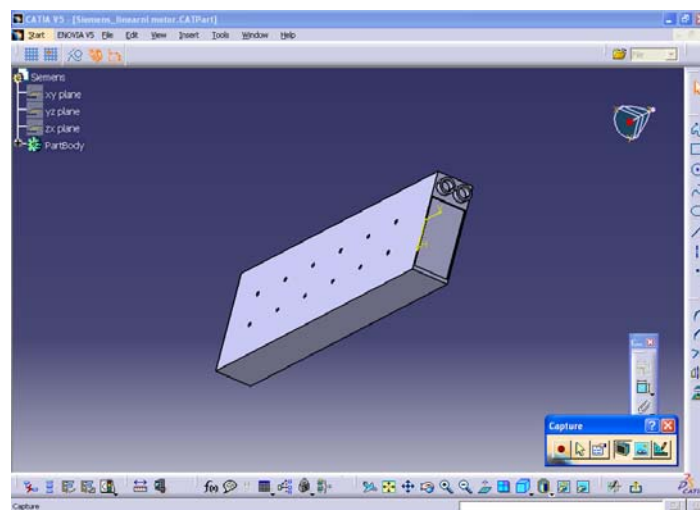 CATIA V5 - [Siemens_linearni motor.CATPart]
Start ENOVIA V5 File Edit View Insert Tools Window Help
Siemens
xy plane
yz plane
zx plane
PartBody
Capture
f(x)
CATIA
Capture